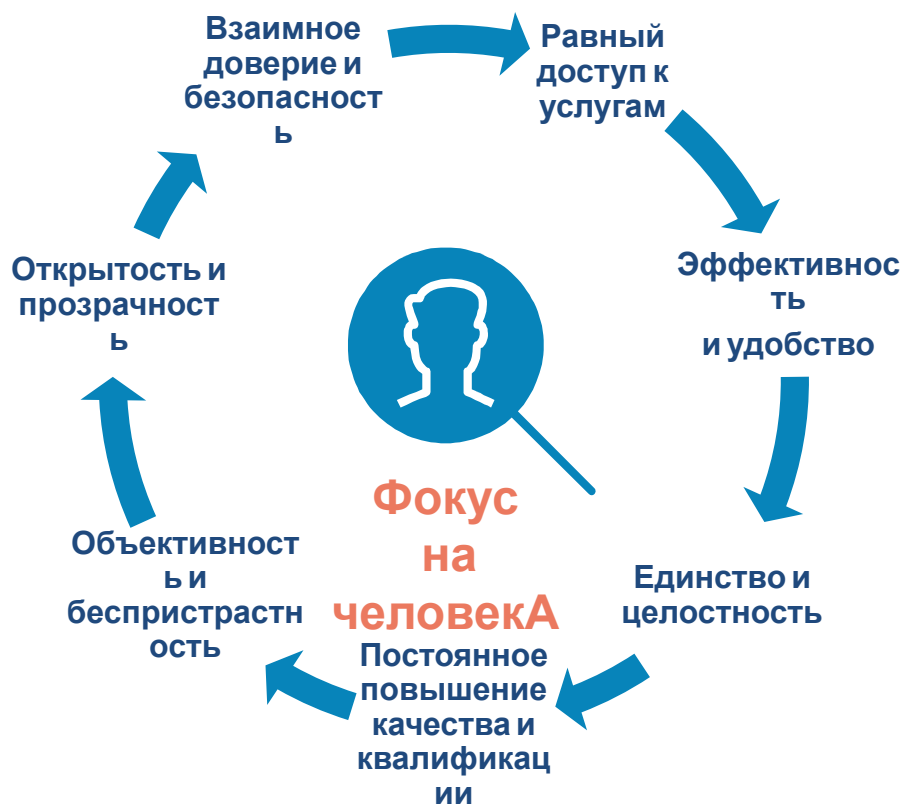 Взаимное
доверие и
безопасност
ь
Равный
доступ к
услугам
Эффективнос
ть
и удобство
Единство и
целостность
Постоянное
повышение
качества и
квалификац
ии
Объективност
ь и
беспристрастн
ость
Открытость и
прозрачност
ь
Фокус
на
человекА